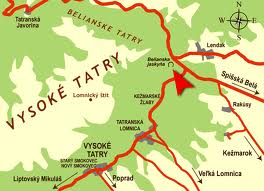 BELIANSKE TATRY
Tatranská
Javorina
N
W
E
S
Lendak
Belianska
jaskyňa
VYSOKÉ TATRY
Spišská Belá
Lomnický štít
KEŽMARSKÉ
ŽĽABY
Rakúsy
TATRANSKÁ
LOMNICA
Kežmarok
VYSOKÉ
TATRY
STARÝ SMOKOVEC
NOVÝ SMOKOVEC
Veľká Lomnica
Liptovský Mikuláš
Poprad